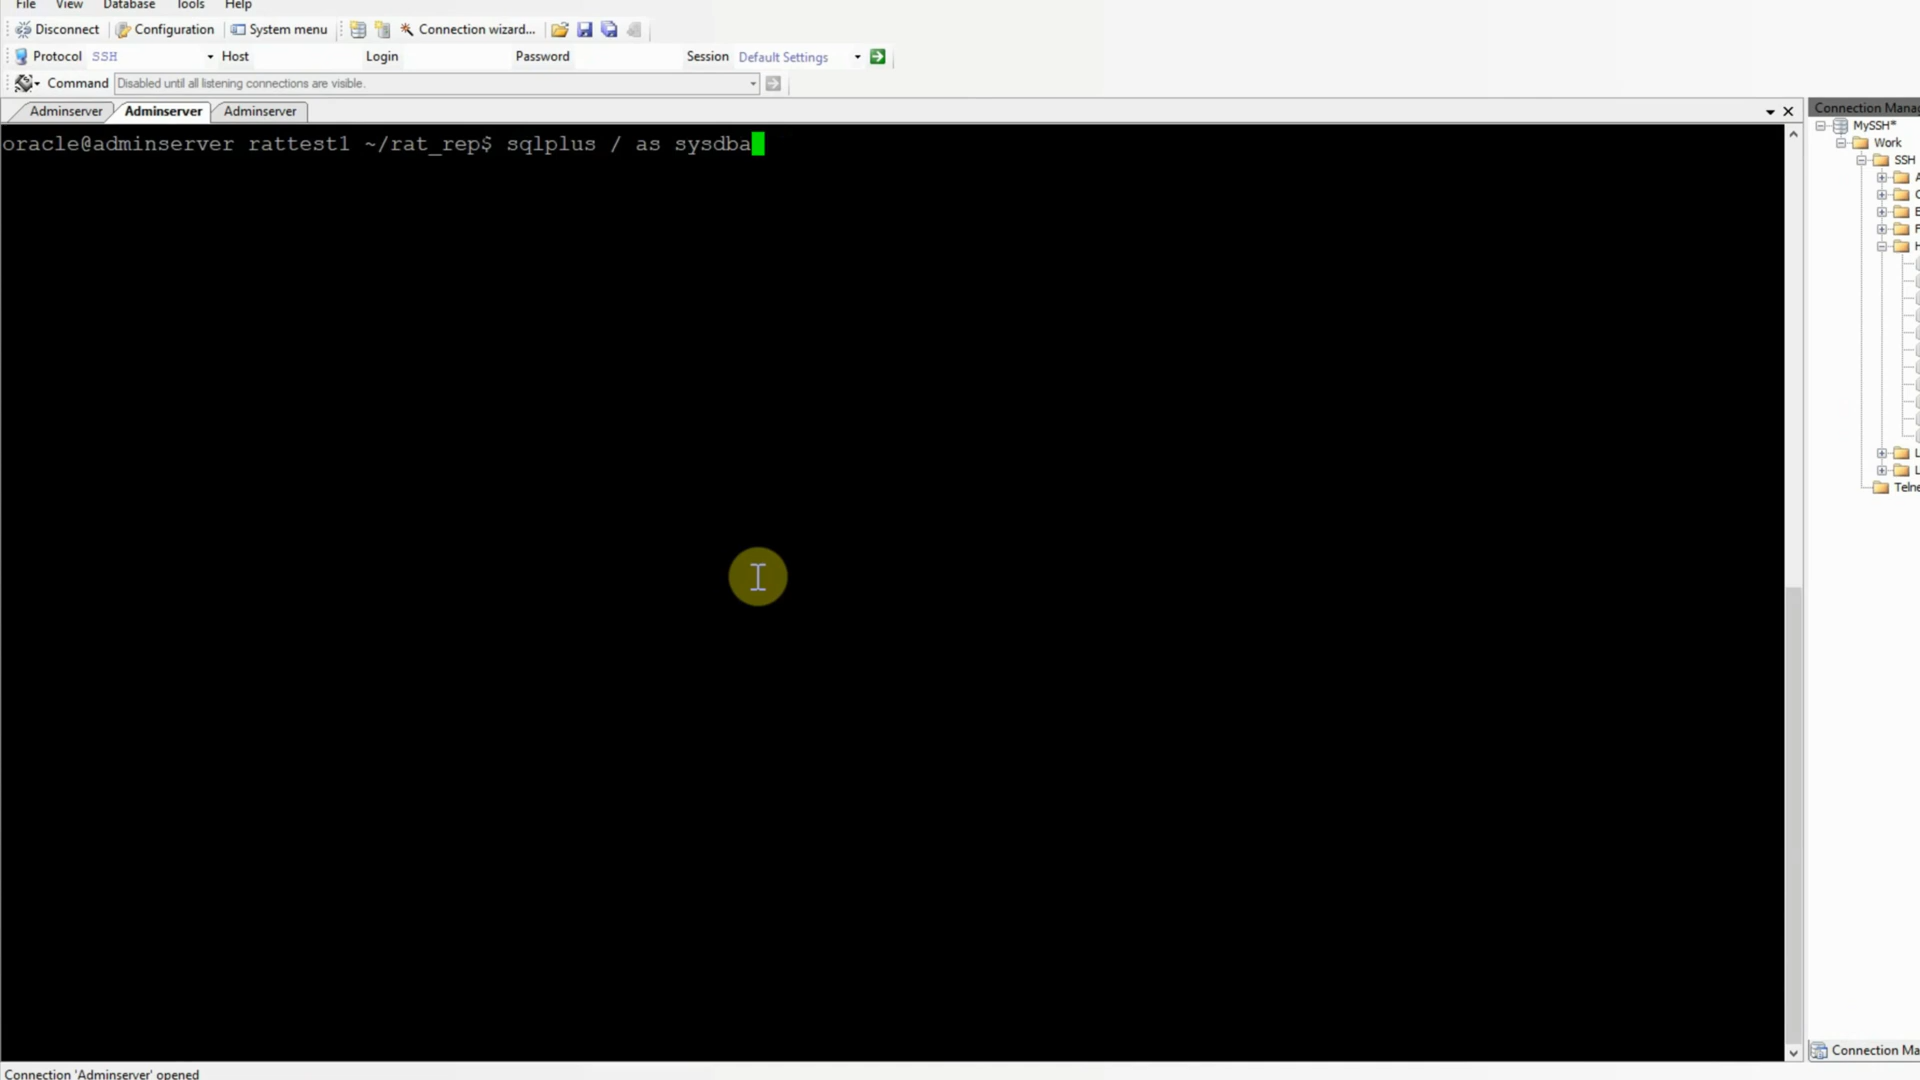 File View Database Tools Help
Disconnect Configuration System menu Connection wizard...
Protocol SSH Host Login Password Session Default Settings
Command Disabled until all listening connections are visible.
Adminserver Adminserver Adminserver
Connection Mana
oracle@adminserver rattest1 ~/rat_rep$ sqlplus / as sysdba
MySSH*
Work
SSH
A
C
E
F
H
L
L
Telne
Connection Ma
Connection 'Adminserver' opened